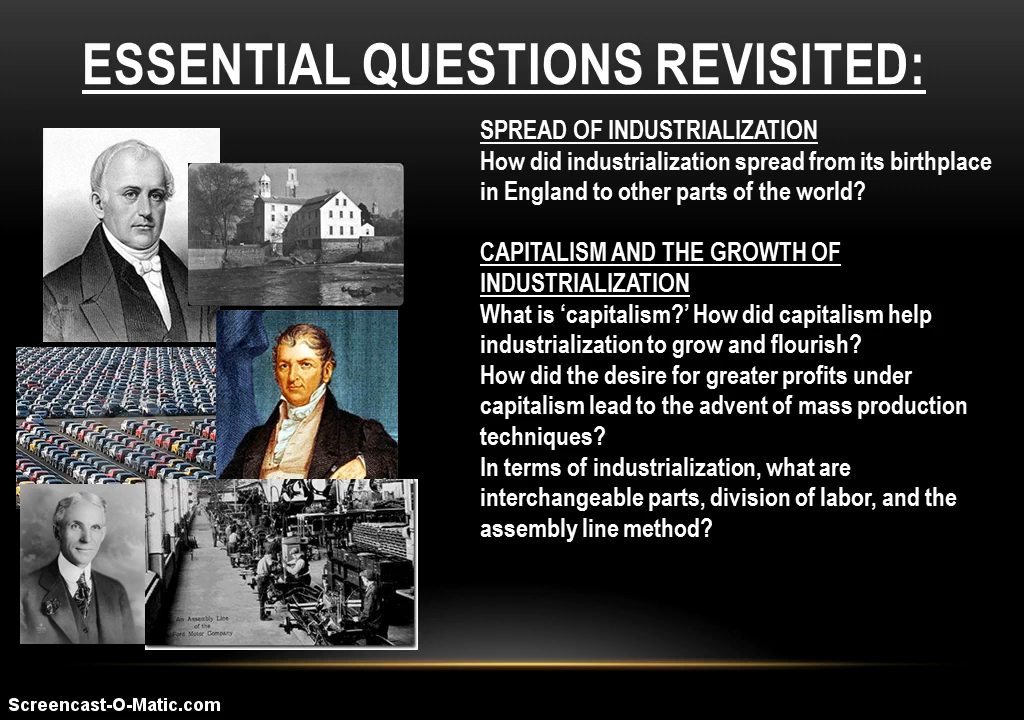 ESSENTIAL QUESTIONS REVISITED:
SPREAD OF INDUSTRIALIZATION
How did industrialization spread from its birthplace
in England to other parts of the world?
CAPITALISM AND THE GROWTH OF
INDUSTRIALIZATION
What is ‘capitalism?’ How did capitalism help
industrialization to grow and flourish?
How did the desire for greater profits under
capitalism lead to the advent of mass production
techniques?
In terms of industrialization, what are
interchangeable parts, division of labor, and the
assembly line method?
An Assembly Line
of the
Ford Motor Company
Screencast-O-Matic.com